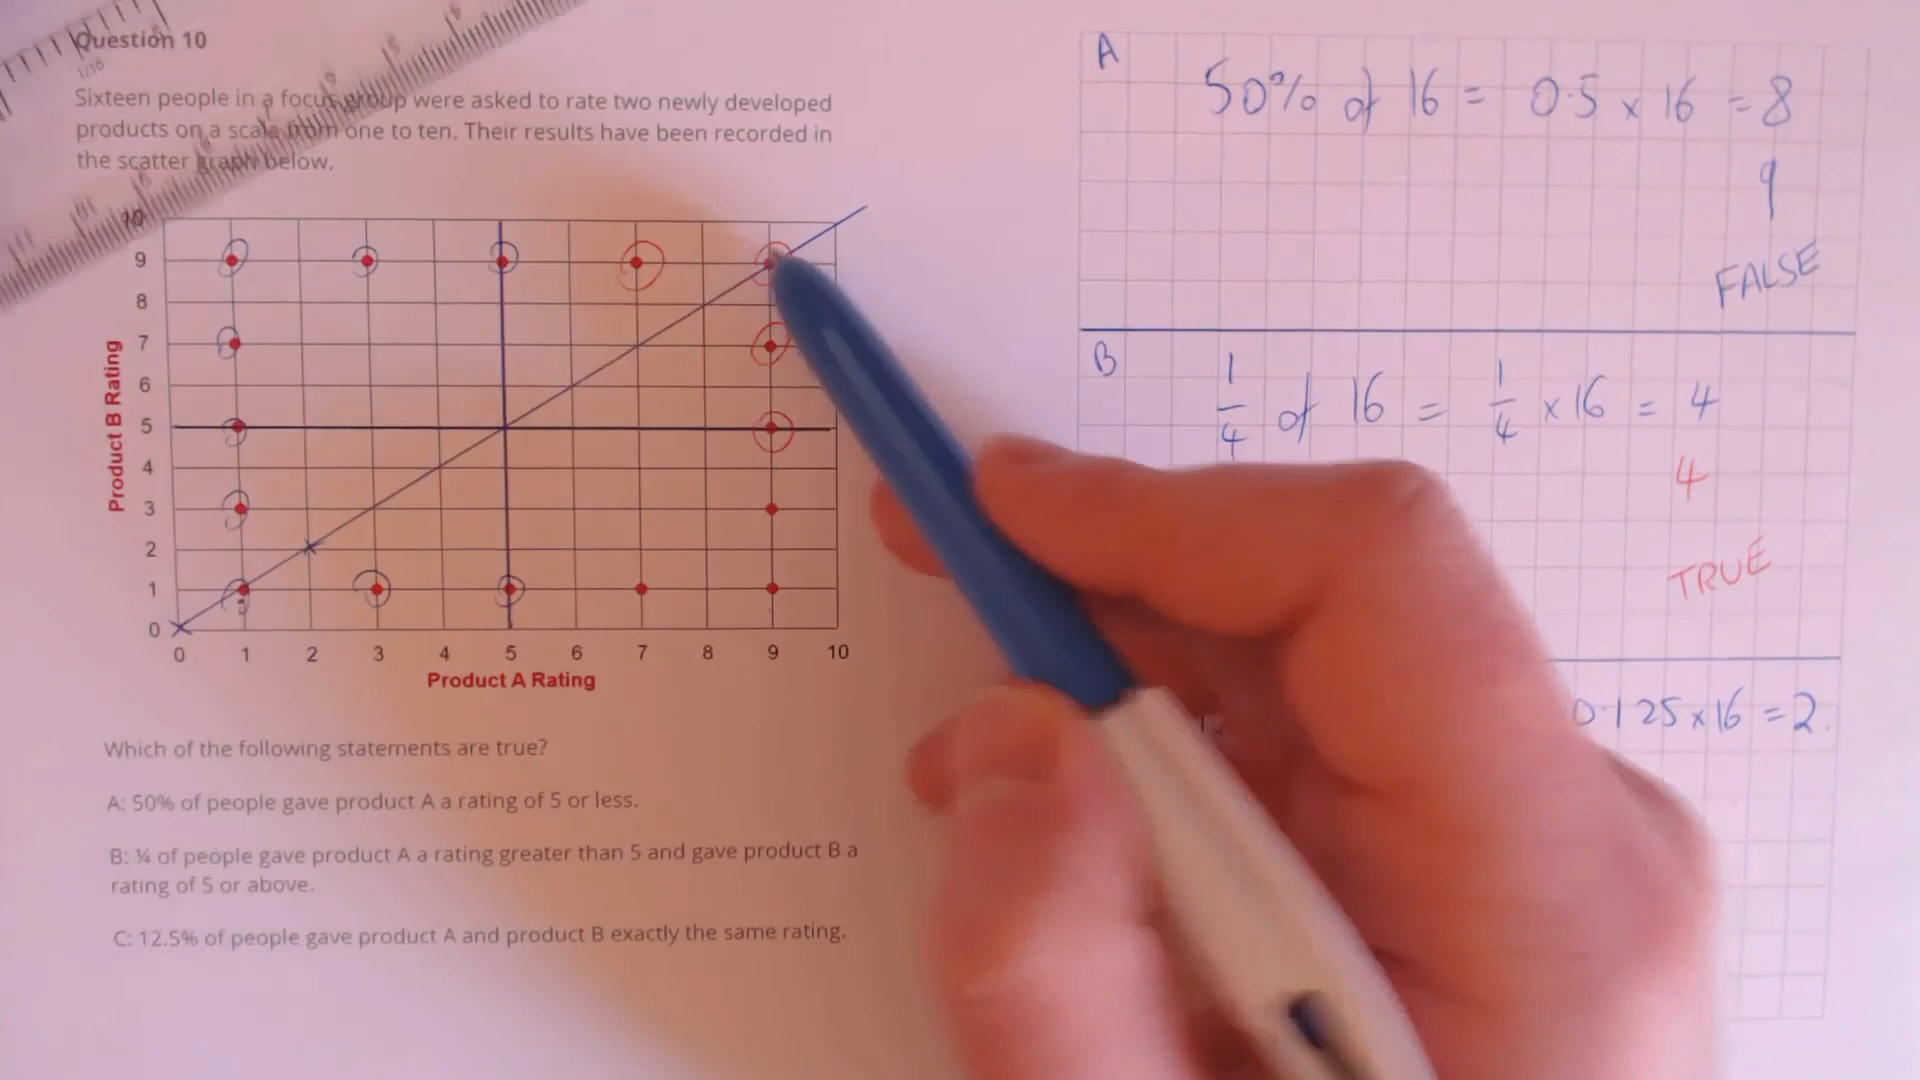 Question 10
Sixteen people in a focus group were asked to rate two newly developed
products on a scale from one to ten. Their results have been recorded in
the scatter graph below.
10
9
8
7
6
5
4
3
2
1
0
Product B Rating
0 1 2 3 4 5 6 7 8 9 10
Product A Rating
Which of the following statements are true?
A: 50% of people gave product A a rating of 5 or less.
B: ¼ of people gave product A a rating greater than 5 and gave product B a
rating of 5 or above.
C: 12.5% of people gave product A and product B exactly the same rating.
A
50% of 16 = 0.5 x 16 = 8
9
FALSE
B
1/4 of 16 = 1/4 x 16 = 4
4
TRUE
0.125 x 16 = 2.